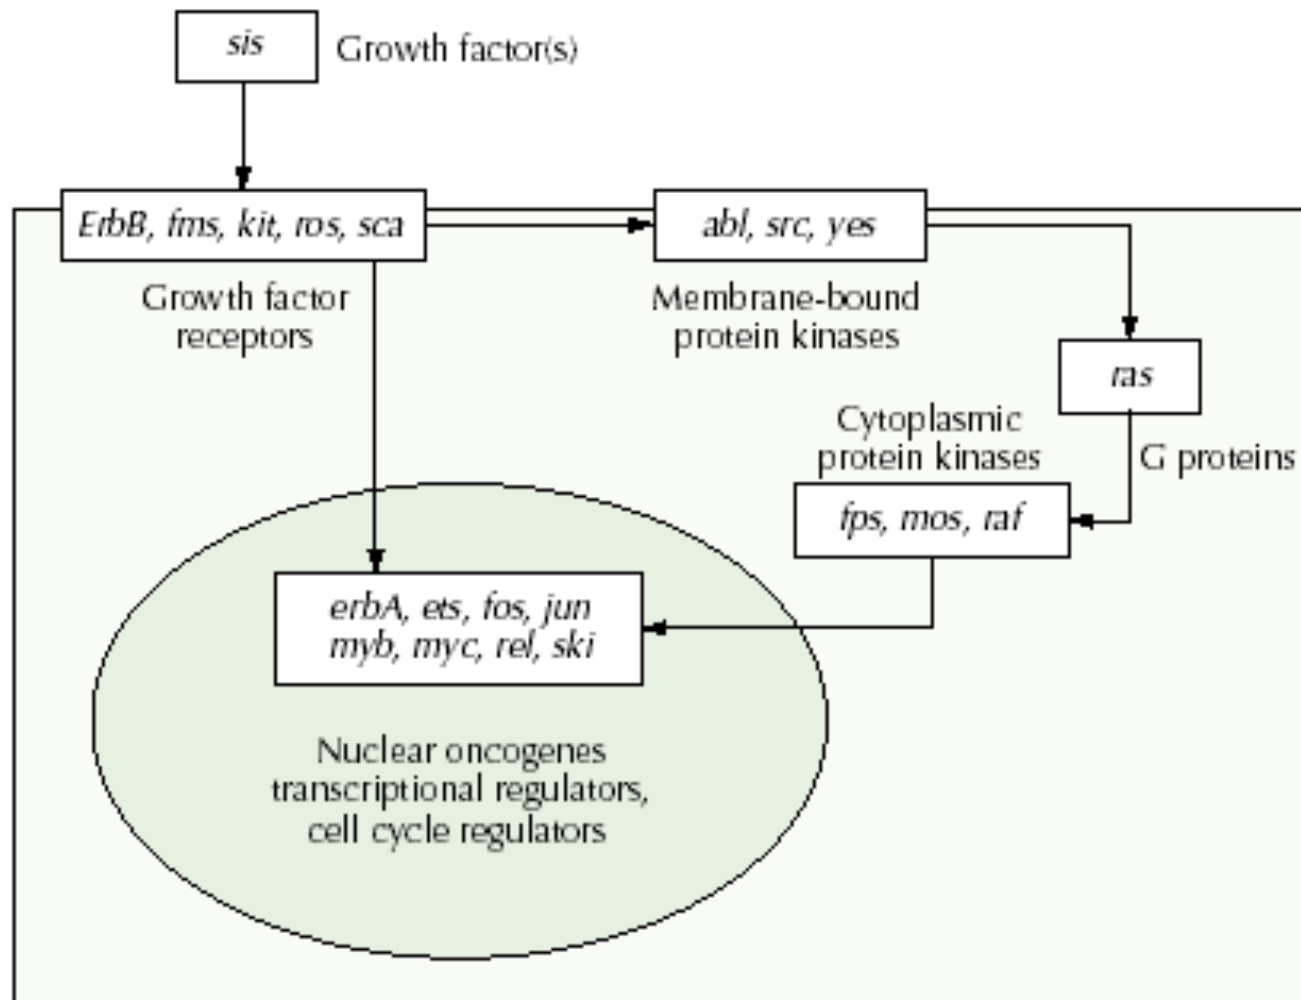 sis
Growth factor(s)
ErbB, fms, kit, ros, sca
abl, src, yes
Growth factor
receptors
Membrane-bound
protein kinases
ras
Cytoplasmic
protein kinases
G proteins
fps, mos, raf
erbA, ets, fos, jun
myb, myc, rel, ski
Nuclear oncogenes
transcriptional regulators,
cell cycle regulators